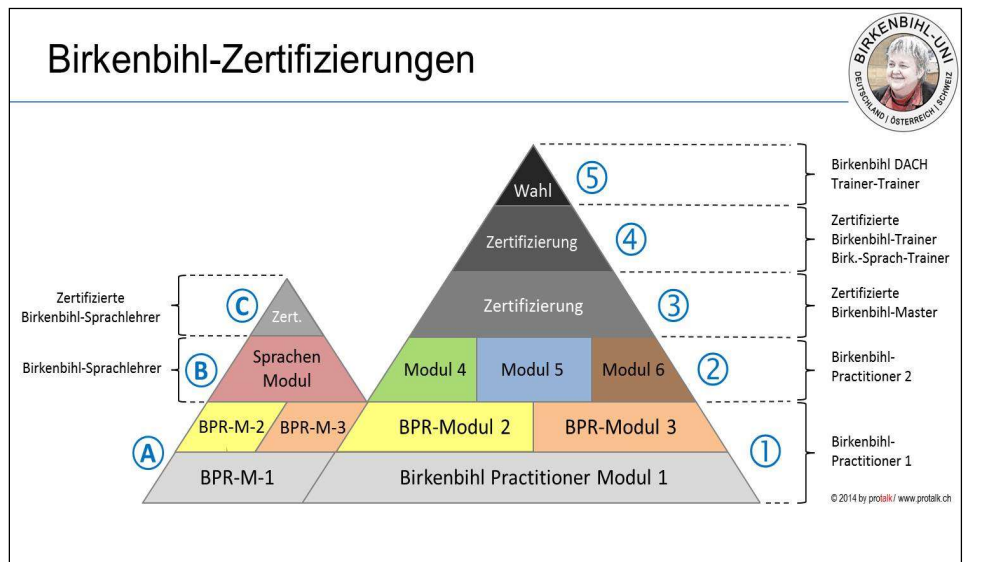 Birkenbihl-Zertifizierungen
BIRKENBIHL-UNI
DEUTSCHLAND | ÖSTERREICH | SCHWEIZ
Wahl
5
Birkenbihl DACH
Trainer-Trainer
Zertifizierung
4
Zertifizierte
Birkenbihl-Trainer
Birk.-Sprach-Trainer
Zertifizierte
Birkenbihl-Sprachlehrer
C
Zert.
Zertifizierung
3
Zertifizierte
Birkenbihl-Master
Birkenbihl-Sprachlehrer
B
Sprachen
Modul
Modul 4
Modul 5
Modul 6
2
Birkenbihl-
Practitioner 2
A
BPR-M-2
BPR-M-3
BPR-Modul 2
BPR-Modul 3
1
Birkenbihl-
Practitioner 1
BPR-M-1
Birkenbihl Practitioner Modul 1
© 2014 by protalk / www.protalk.ch